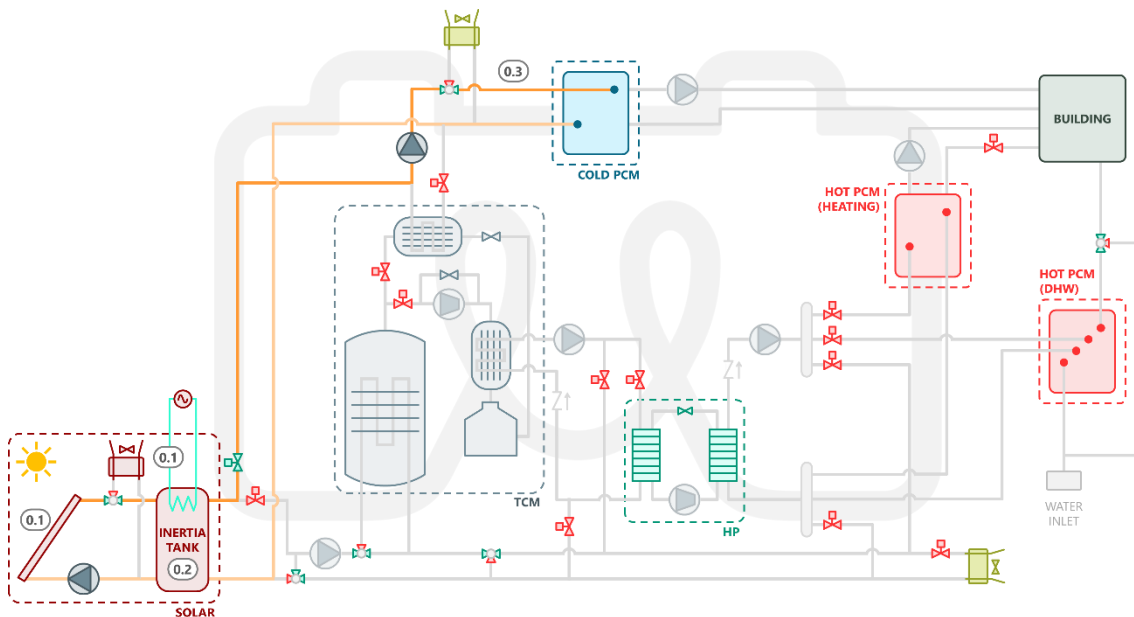 0.3
BUILDING
COLD PCM
HOT PCM
(HEATING)
HOT PCM
(DHW)
0.1
0.1
INERTIA
TANK
0.2
TCM
HP
WATER
INLET
SOLAR